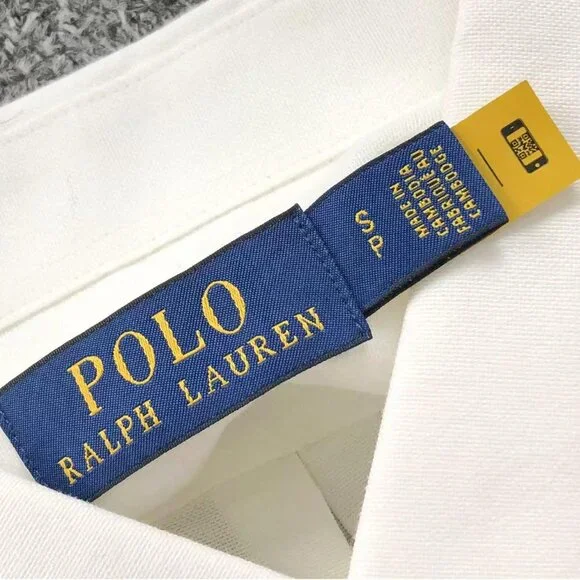 POLO
RALPH LAUREN
S
P
MADE IN
CAMBODIA
FABRIQUÉ AU
CAMBODGE